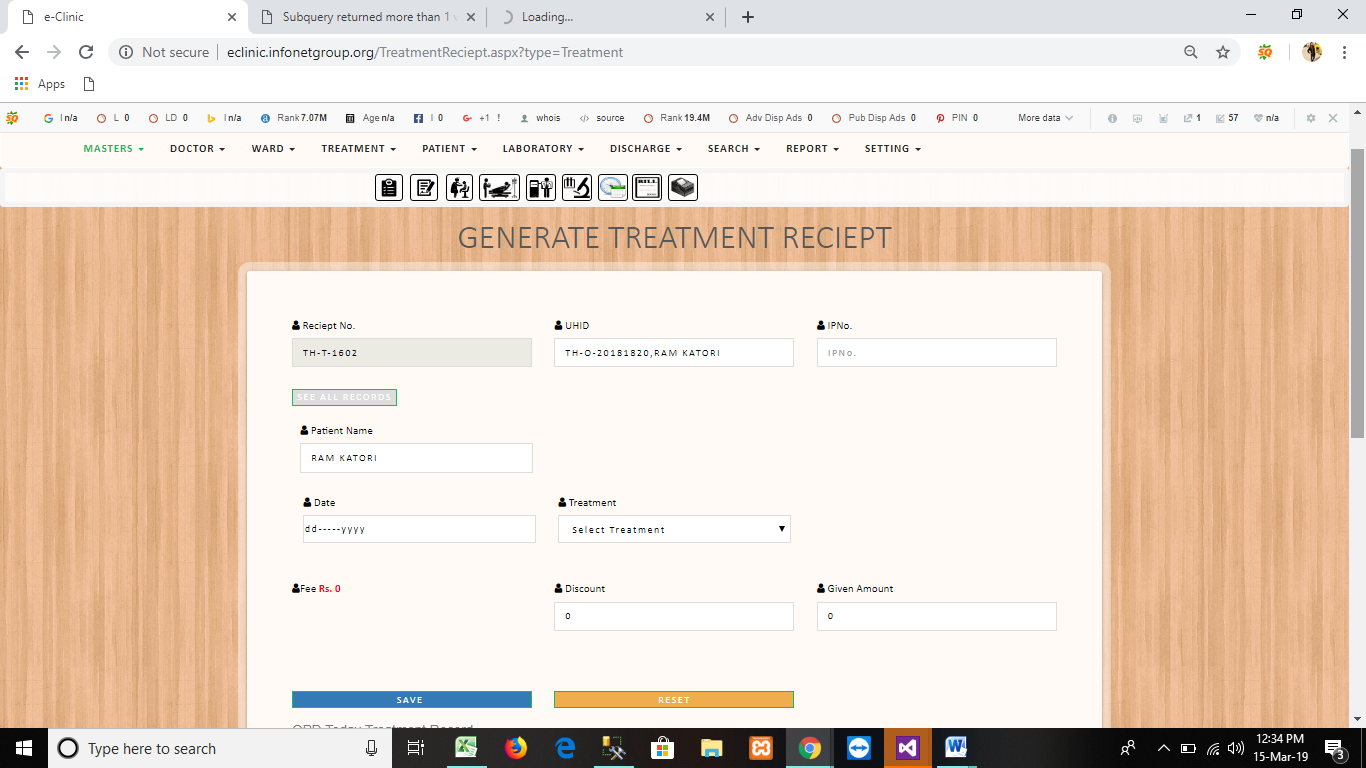 e-Clinic
Subquery returned more than 1 v
Loading...
Not secure
eclinic.infonetgroup.org/TreatmentReciept.aspx?type=Treatment
Apps
I n/a L 0 LD 0 I n/a Rank 7.07M Age n/a I 0 +1 ! whois source Rank 19.4M Adv Disp Ads 0 Pub Disp Ads 0 PIN 0 More data 1 57 n/a
MASTERS DOCTOR WARD TREATMENT PATIENT LABORATORY DISCHARGE SEARCH REPORT SETTING
GENERATE TREATMENT RECIEPT
Reciept No. UHID IPNo.
TH-T-1602 TH-O-20181820,RAM KATORI IPNo.
SEE ALL RECORDS
Patient Name
RAM KATORI
Date Treatment
dd-----yyyy Select Treatment
Fee Rs. 0 Discount Given Amount
0 0
SAVE RESET
OPD Today Treatment Record
Type here to search
12:34 PM
15-Mar-19
3